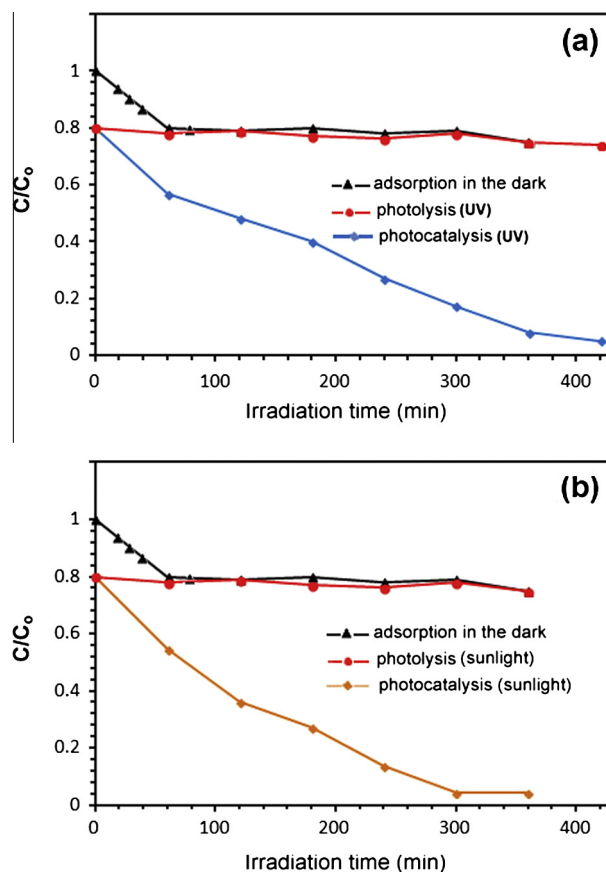 (a)
1
0.8
0.6
0.4
0.2
0
C/Co
adsorption in the dark
photolysis (UV)
photocatalysis (UV)
0 100 200 300 400
Irradiation time (min)
(b)
1
0.8
0.6
0.4
0.2
0
C/Co
adsorption in the dark
photolysis (sunlight)
photocatalysis (sunlight)
0 100 200 300 400
Irradiation time (min)